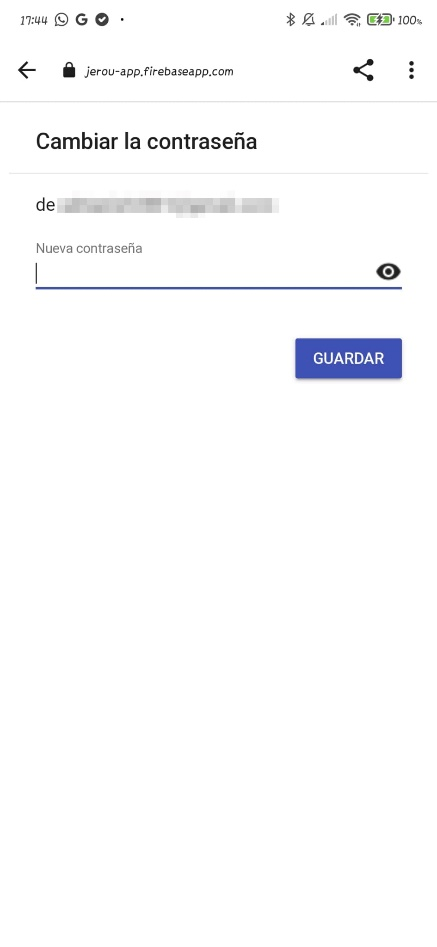 17:44 100%
jerou-app.firebaseapp.com
Cambiar la contraseña
de
Nueva contraseña
GUARDAR